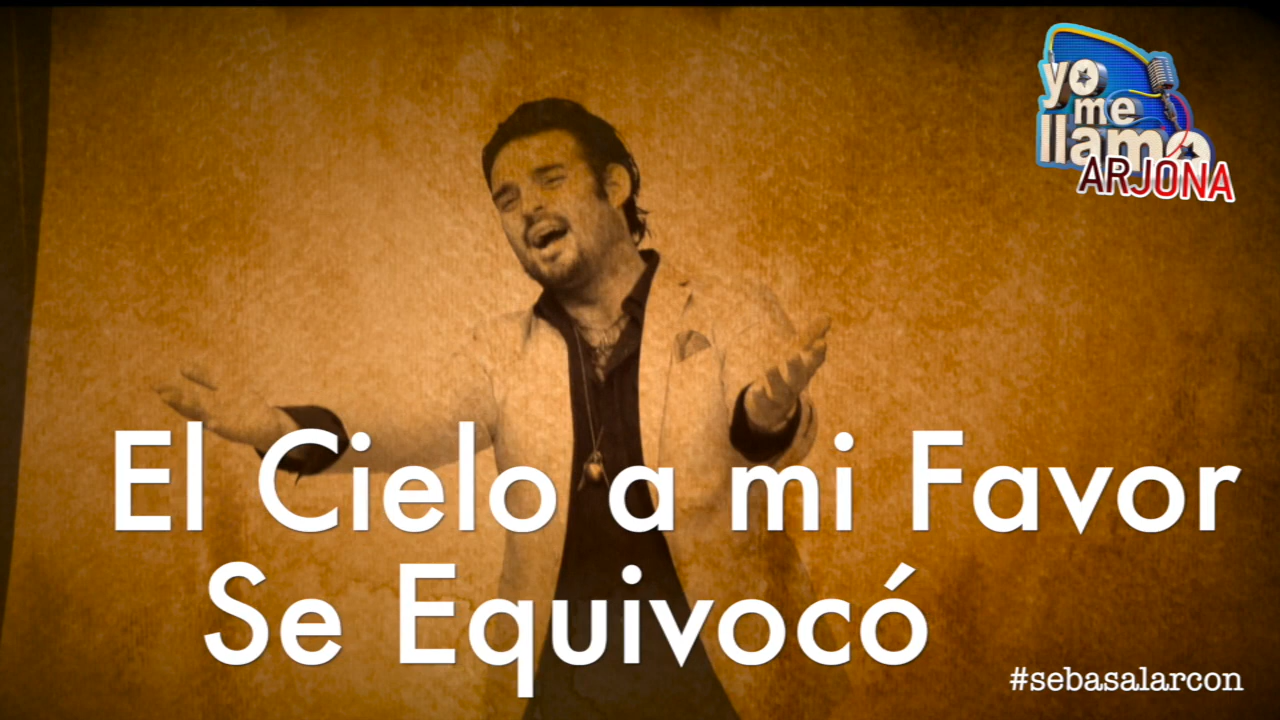 yo
me
llamo
ARJONA
El Cielo a mi Favor
Se Equivocó
#sebasalarcon